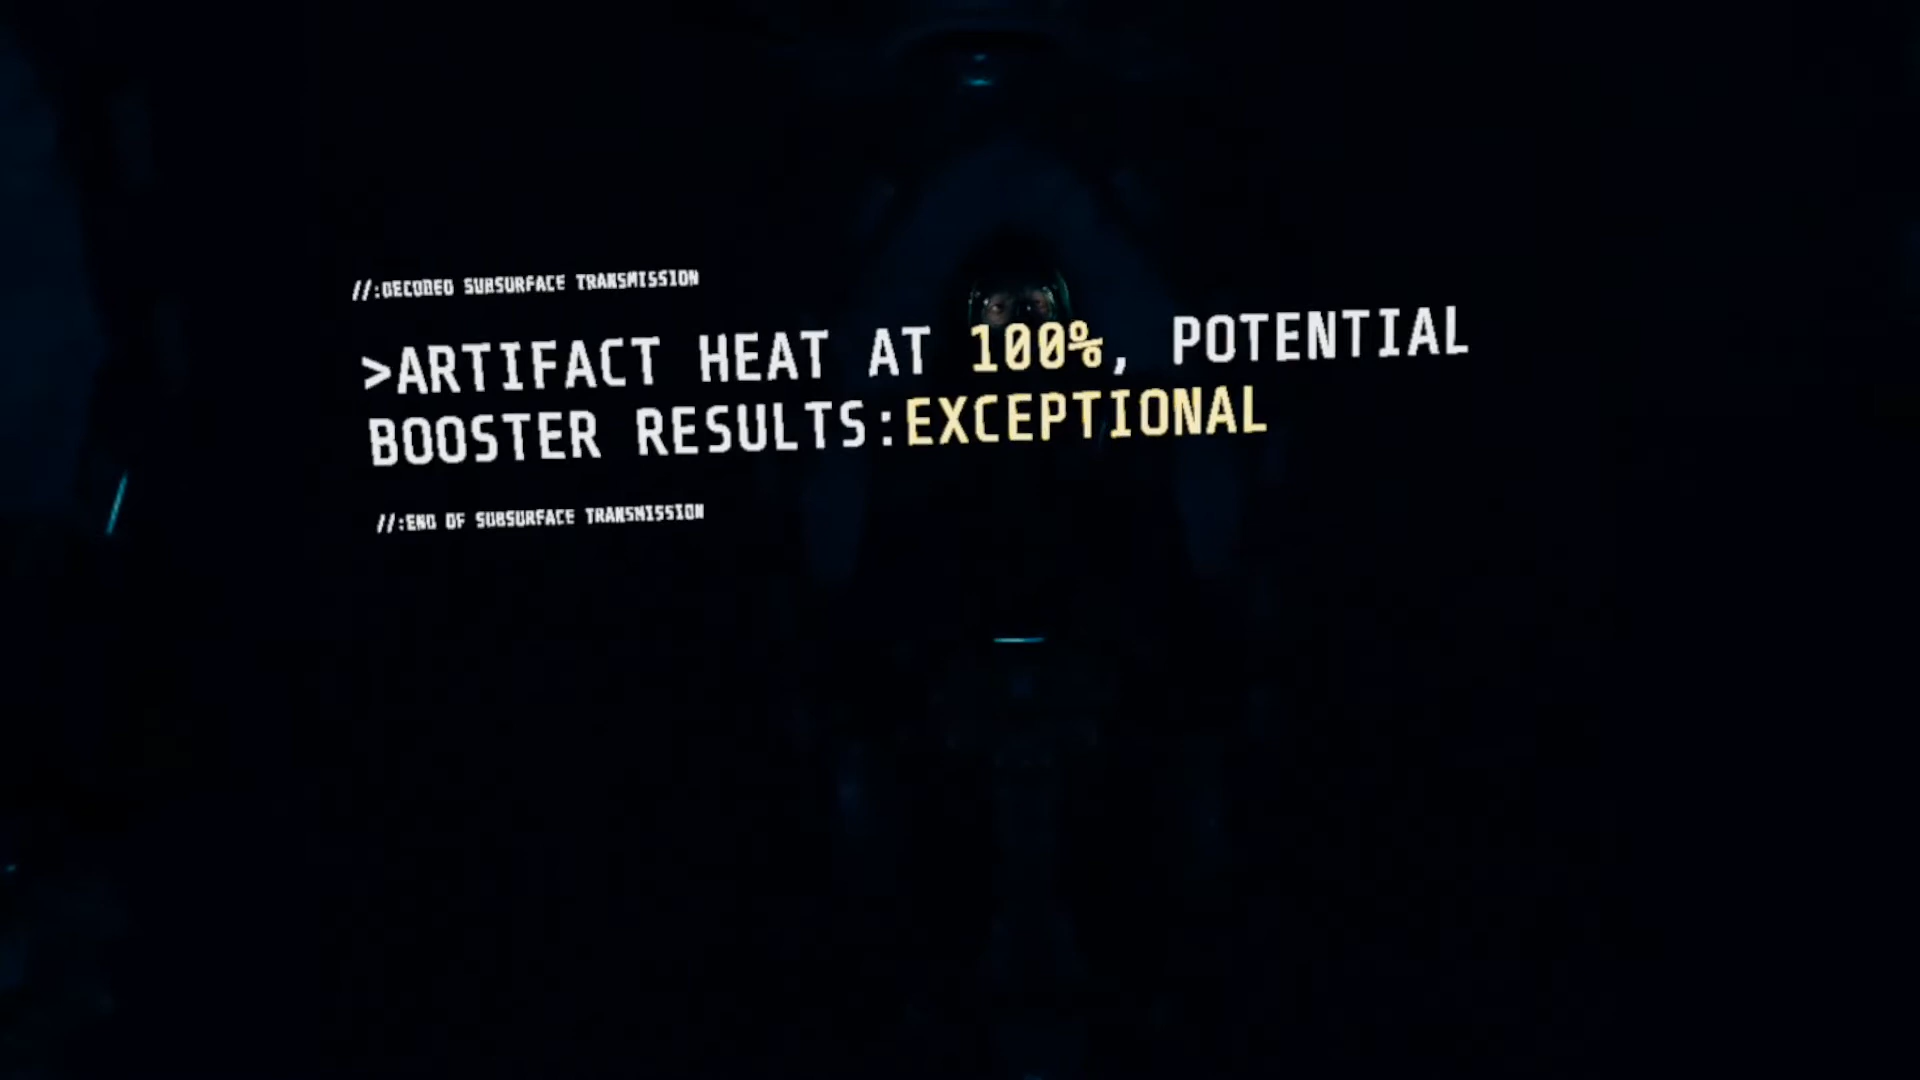 //:DECODED SUBSURFACE TRANSMISSION
>ARTIFACT HEAT AT 100%, POTENTIAL
BOOSTER RESULTS:EXCEPTIONAL
//:END OF SUBSURFACE TRANSMISSION